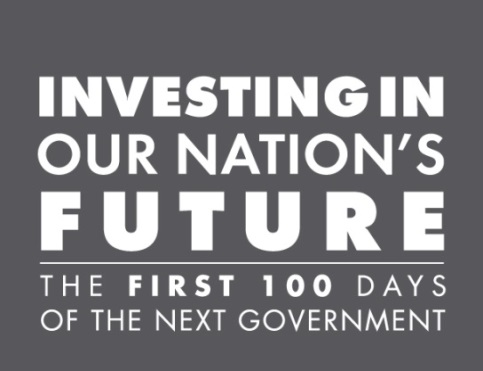 INVESTING IN
OUR NATION'S
FUTURE
THE FIRST 100 DAYS
OF THE NEXT GOVERNMENT